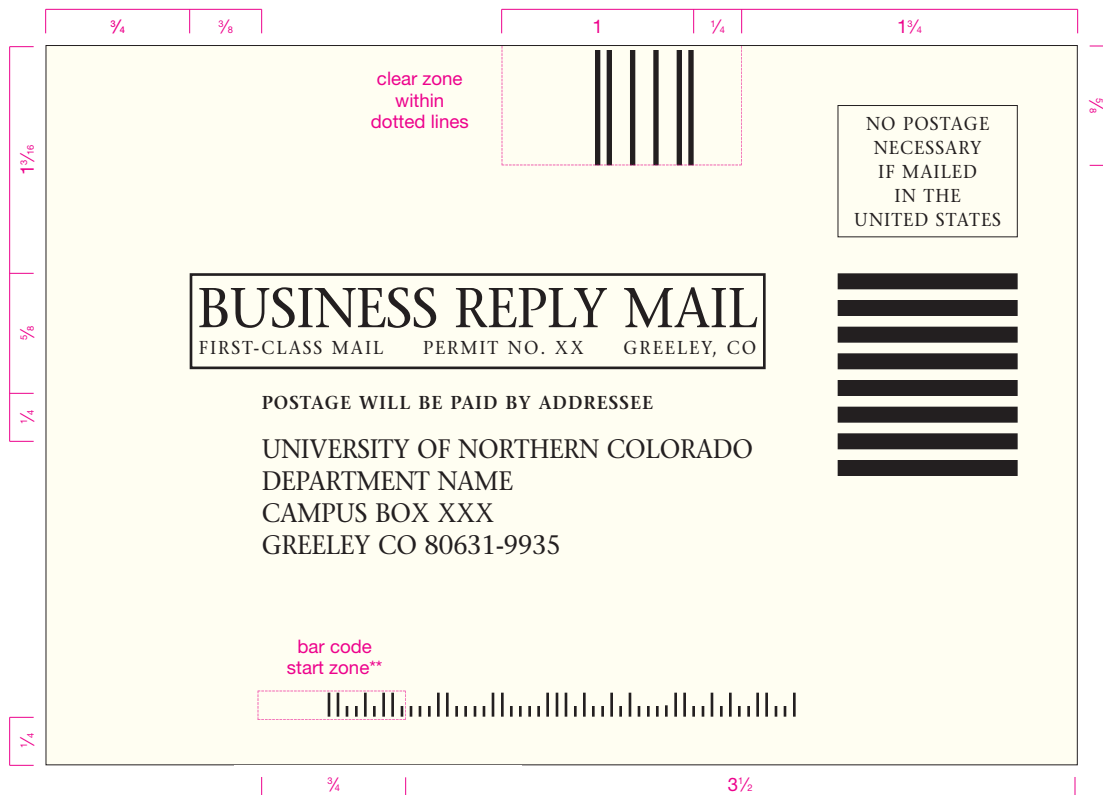 ¾ ⅜ 1 ¼ 1¾
clear zone
within
dotted lines
1³⁄₁₆
⅝
NO POSTAGE
NECESSARY
IF MAILED
IN THE
UNITED STATES
BUSINESS REPLY MAIL
FIRST-CLASS MAIL PERMIT NO. XX GREELEY, CO
⅝
POSTAGE WILL BE PAID BY ADDRESSEE
¼
UNIVERSITY OF NORTHERN COLORADO
DEPARTMENT NAME
CAMPUS BOX XXX
GREELEY CO 80631-9935
bar code
start zone**
¼
¾ 3½